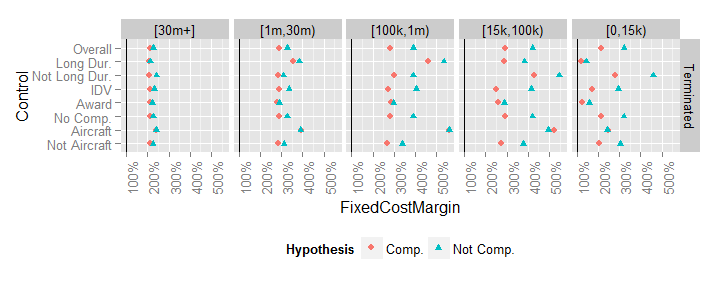 [30m+] [1m,30m) [100k,1m) [15k,100k) [0,15k)
Control
Overall
Long Dur.
Not Long Dur.
IDV
Award
No Comp.
Aircraft
Not Aircraft
Terminated
100% 200% 300% 400% 500% 100% 200% 300% 400% 500% 100% 200% 300% 400% 500% 100% 200% 300% 400% 500% 100% 200% 300% 400% 500%
FixedCostMargin
Hypothesis Comp. Not Comp.